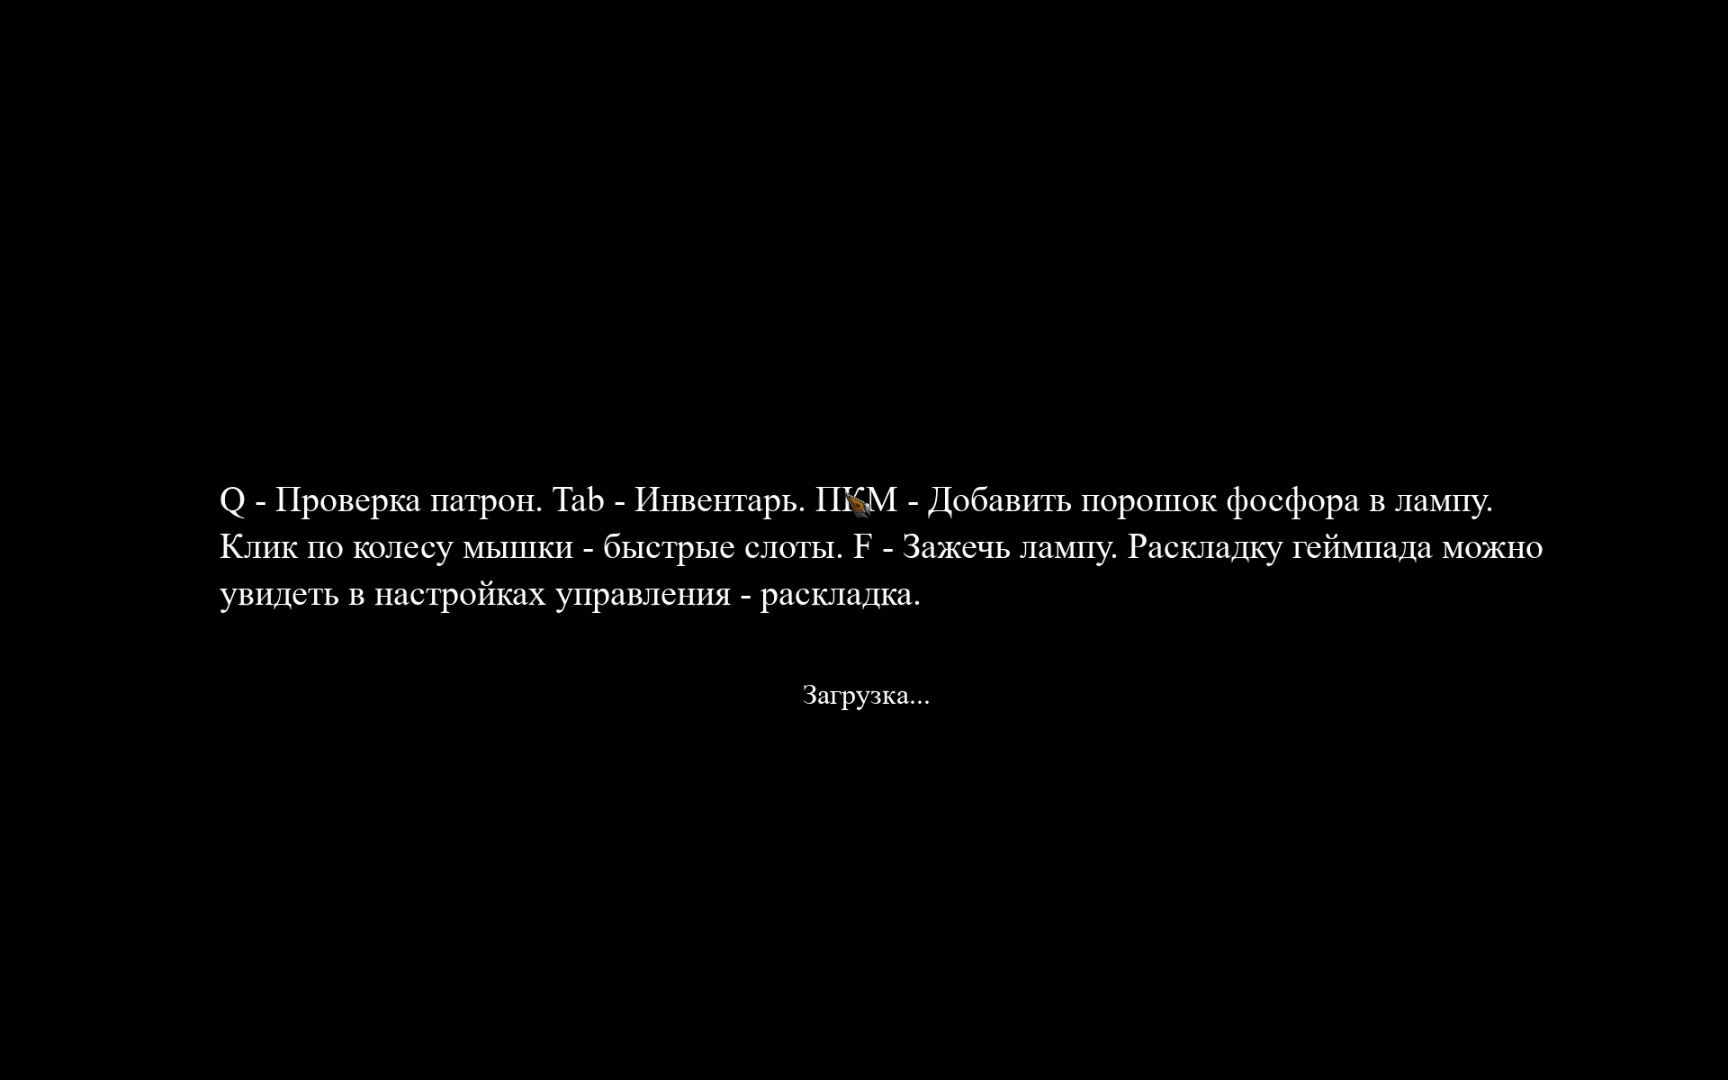 Q - Проверка патрон. Tab - Инвентарь. ПКМ - Добавить порошок фосфора в лампу.
Клик по колесу мышки - быстрые слоты. F - Зажечь лампу. Раскладку геймпада можно
увидеть в настройках управления - раскладка.
Загрузка...